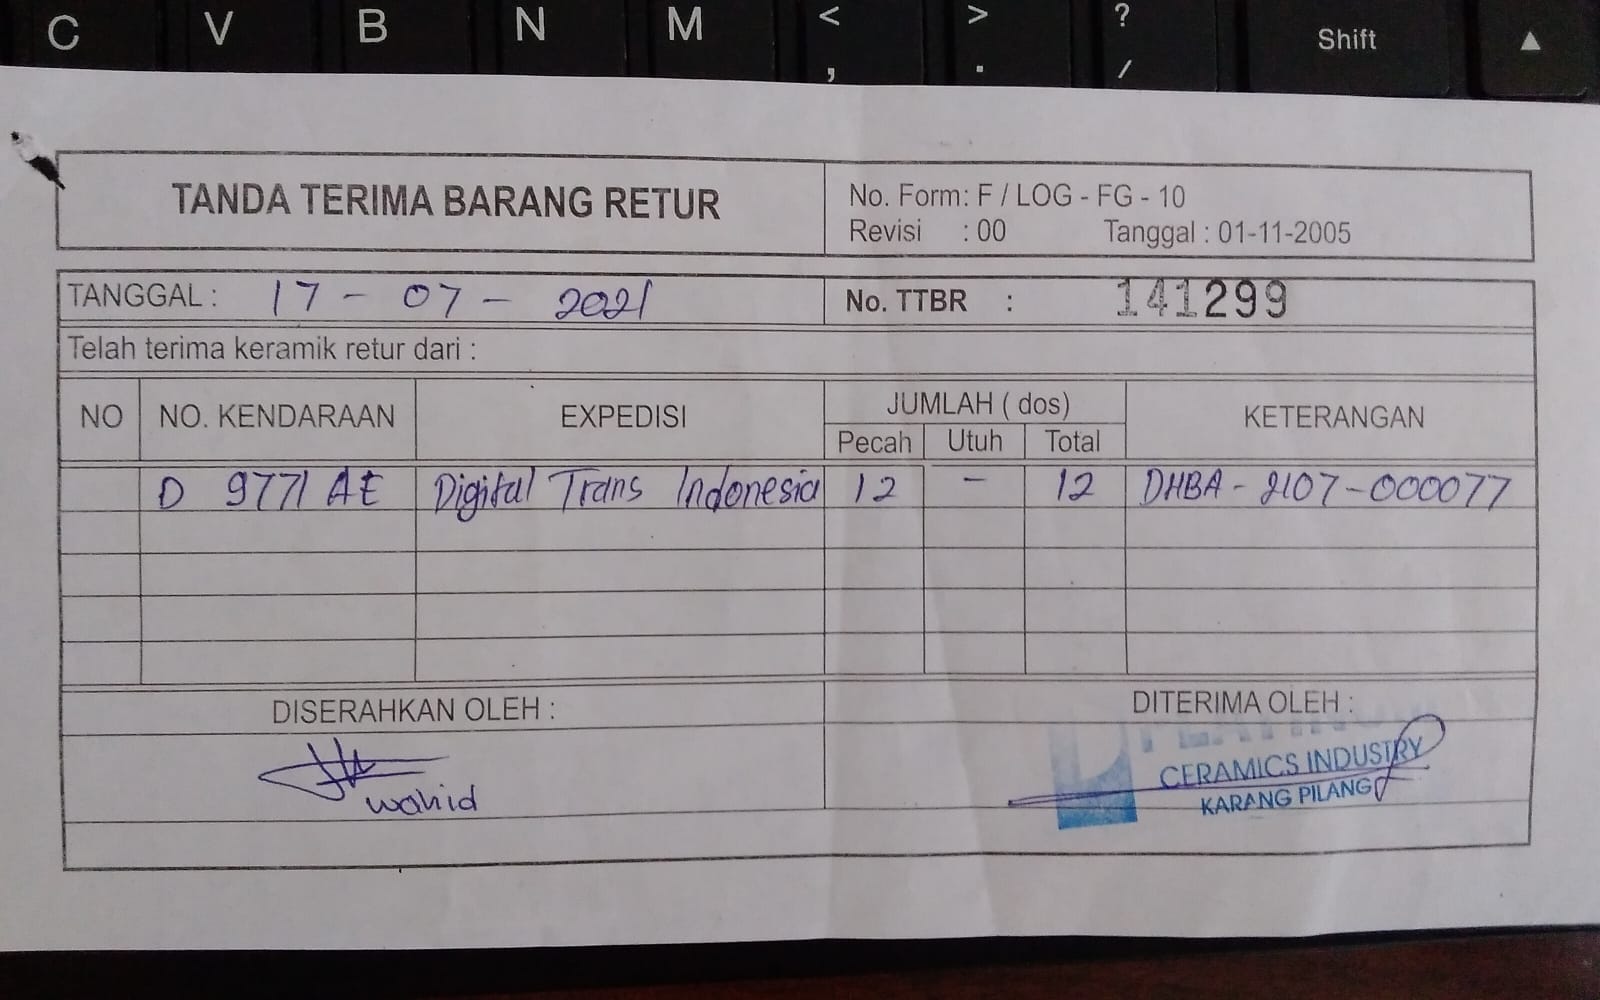 C V B N M < , > . ? / Shift ▲
TANDA TERIMA BARANG RETUR
No. Form: F / LOG - FG - 10
Revisi : 00 Tanggal : 01-11-2005
TANGGAL : 17 - 07 - 2021
No. TTBR : 141299
Telah terima keramik retur dari :
NO NO. KENDARAAN EXPEDISI JUMLAH ( dos) KETERANGAN
Pecah Utuh Total
D 9771 AE Digital Trans Indonesia 12 - 12 DHBA - 2107 - 000077
DISERAHKAN OLEH : DITERIMA OLEH :
wahid
CERAMICS INDUSTRY
KARANG PILANG